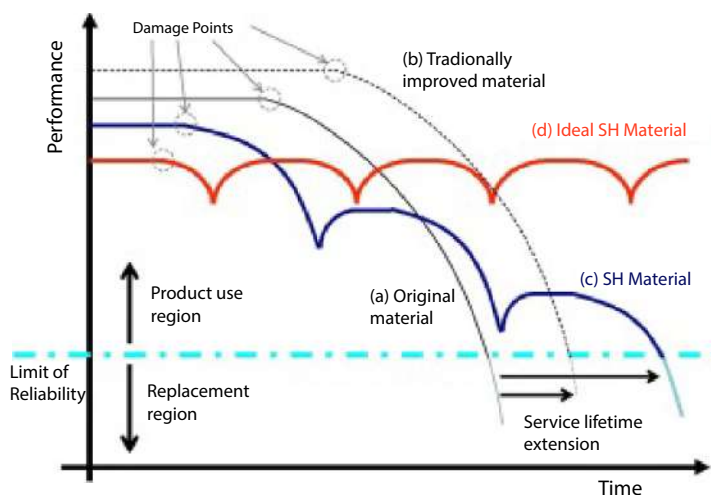 Damage Points
(b) Tradionally
improved material
Performance
(d) Ideal SH Material
(c) SH Material
(a) Original
material
Product use
region
Limit of
Reliability
Replacement
region
Service lifetime
extension
Time